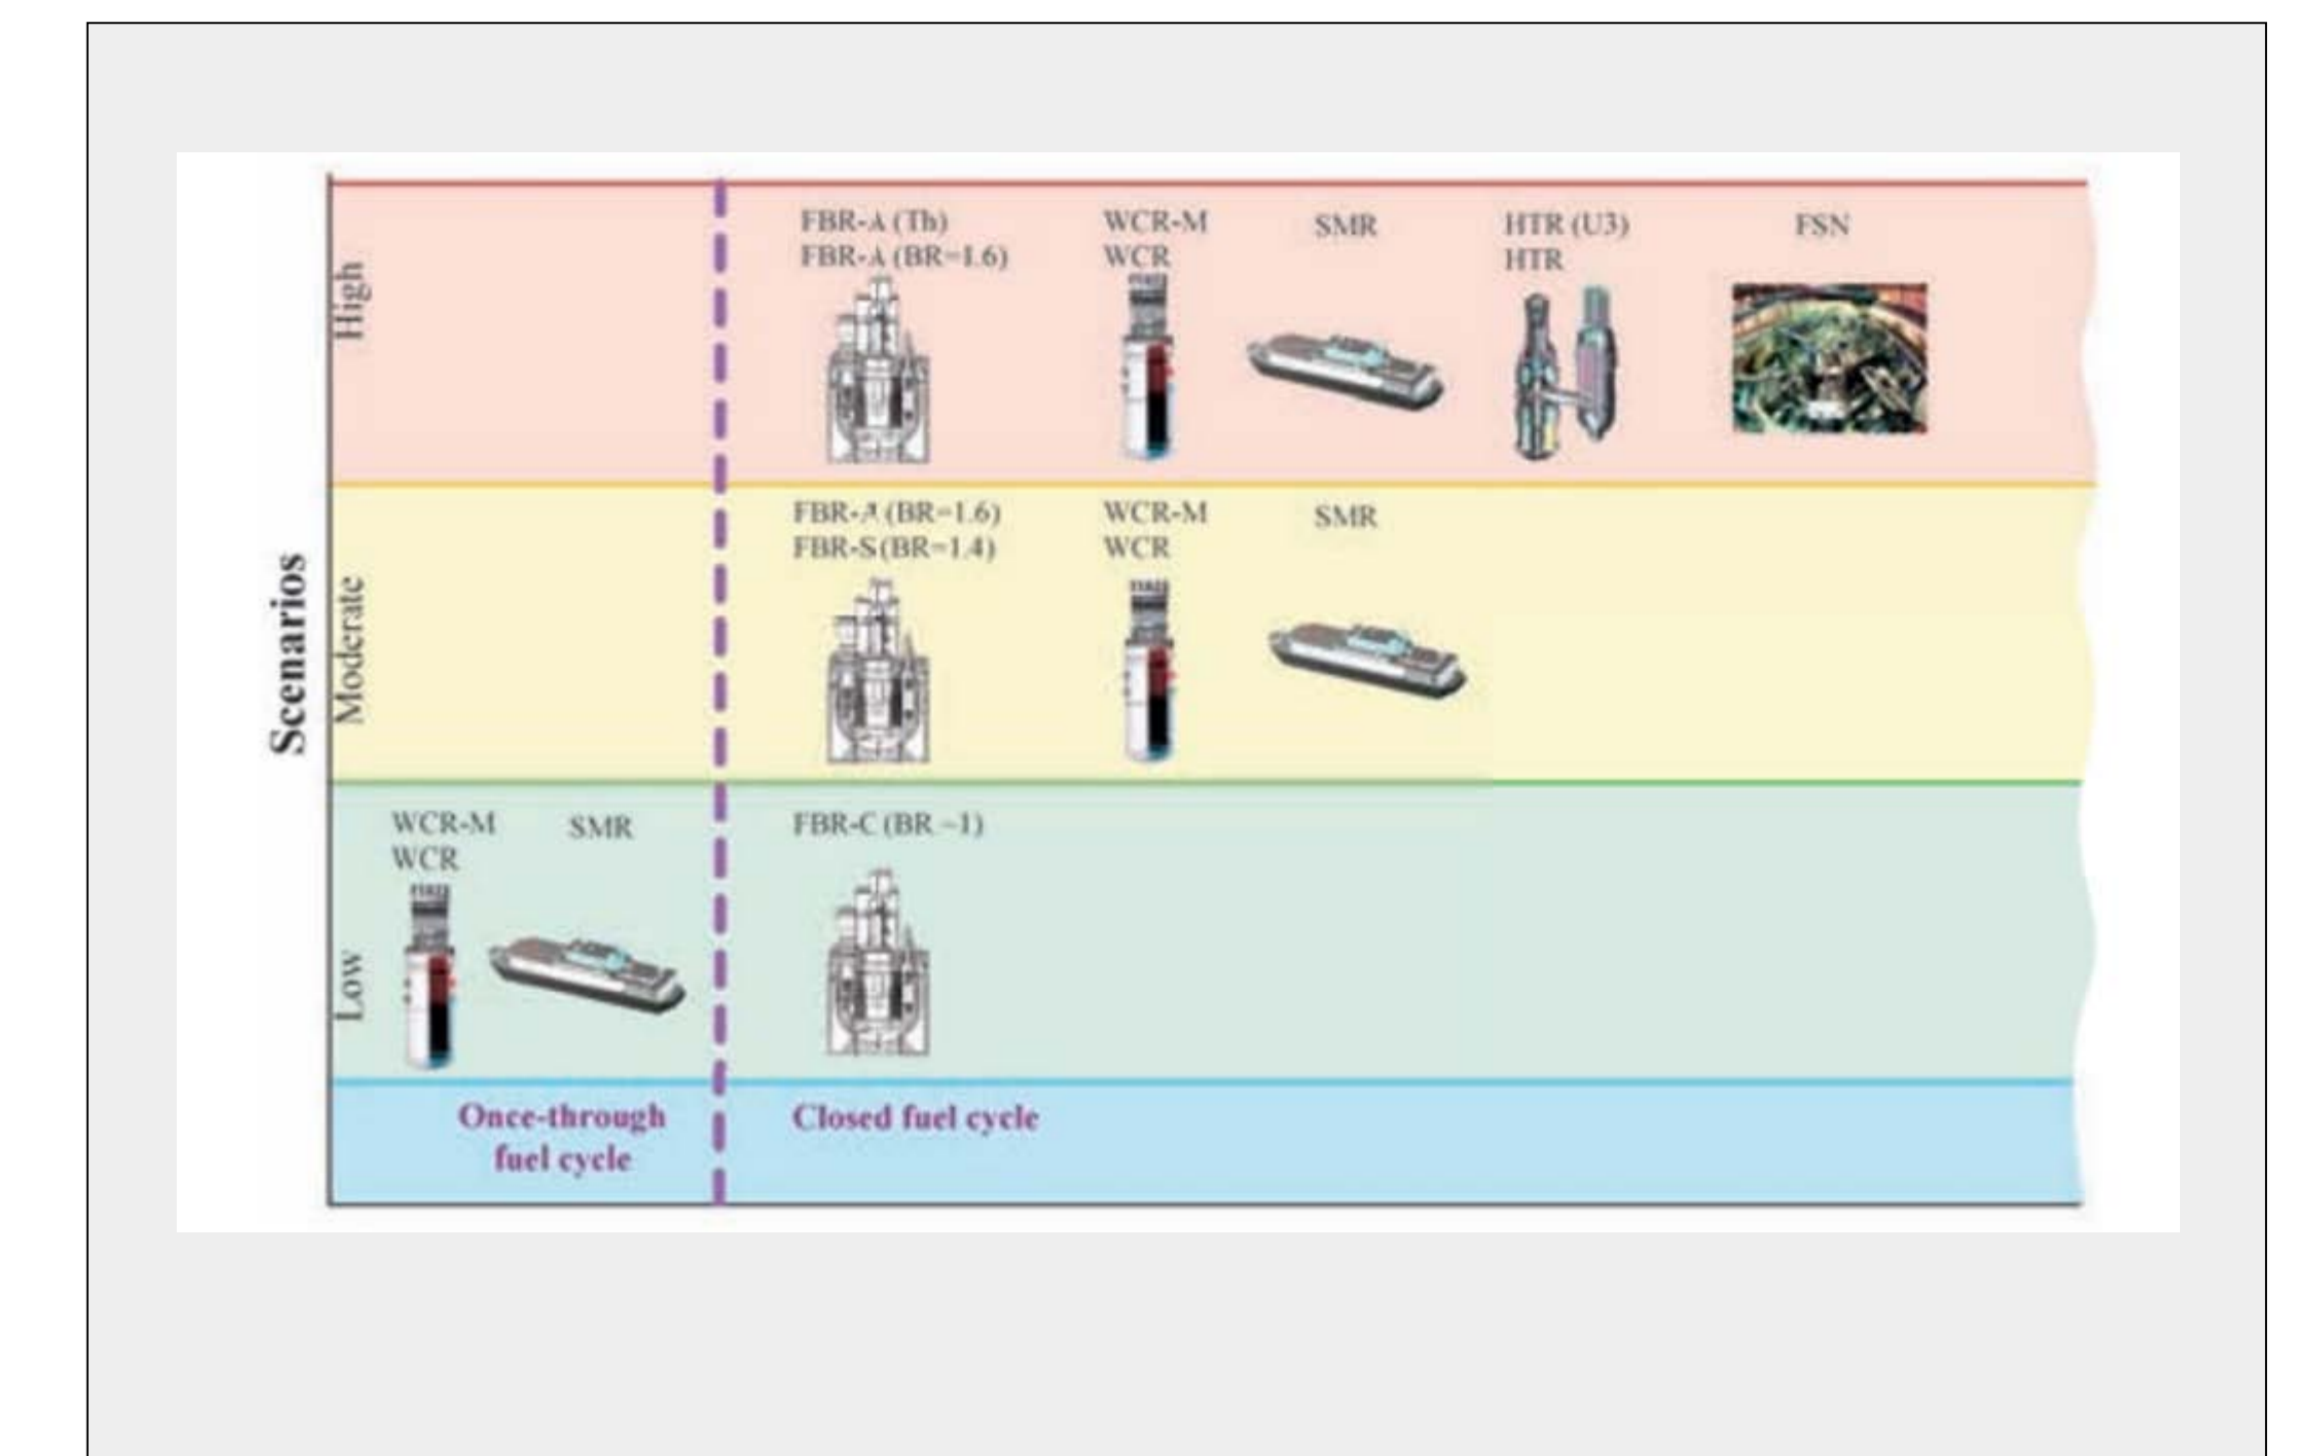 Scenarios
High
FBR-A (Th)
FBR-A (BR=1.6)
WCR-M
WCR
SMR
HTR (U3)
HTR
FSN
Moderate
FBR-A (BR=1.6)
FBR-S (BR=1.4)
WCR-M
WCR
SMR
Low
WCR-M
WCR
SMR
FBR-C (BR ~1)
Once-through
fuel cycle
Closed fuel cycle